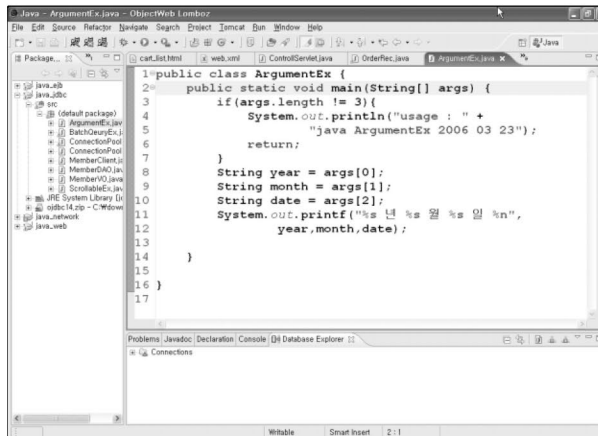 Java - ArgumentEx.java - ObjectWeb Lomboz
File Edit Source Refactor Navigate Search Project Tomcat Run Window Help
Java
Package...
cart_list.html web.xml ControllServlet.java OrderRec.java ArgumentEx.java
java_ejb
java_jdbc
src
(default package)
ArgumentEx.jav
BatchQeuryEx.j
ConnectionPool
ConnectionPool
MemberClient.ja
MemberDAO.jav
MemberVO.java
ScrollableEx.jav
JRE System Library [j
ojdbc14.zip - C:₩dow
java_network
java_web
1 public class ArgumentEx {
2 public static void main(String[] args) {
3 if(args.length != 3){
4 System.out.println("usage : " +
5 "java ArgumentEx 2006 03 23");
6 return;
7 }
8 String year = args[0];
9 String month = args[1];
10 String date = args[2];
11 System.out.printf("%s 년 %s 월 %s 일 %n",
12 year,month,date);
13
14 }
15
16 }
17
Problems Javadoc Declaration Console Database Explorer
Connections
Writable Smart Insert 2 : 1